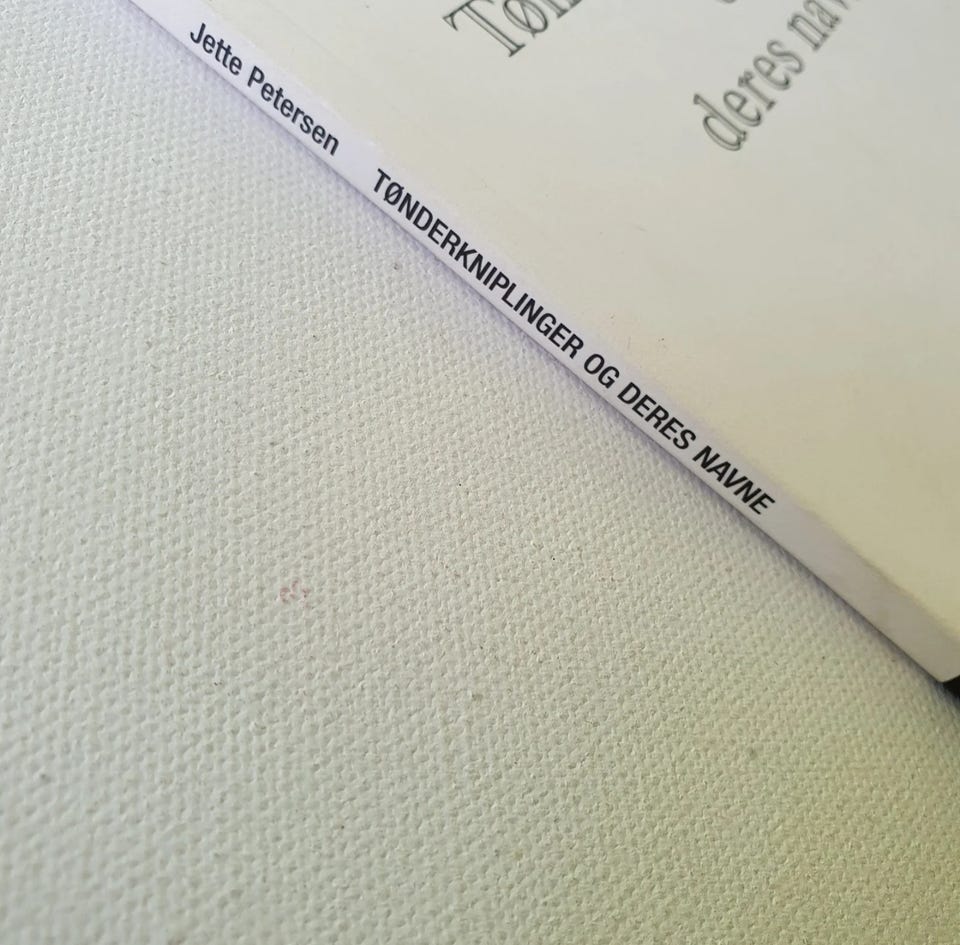 Jette Petersen TØNDERKNIPLINGER OG DERES NAVNE
deres